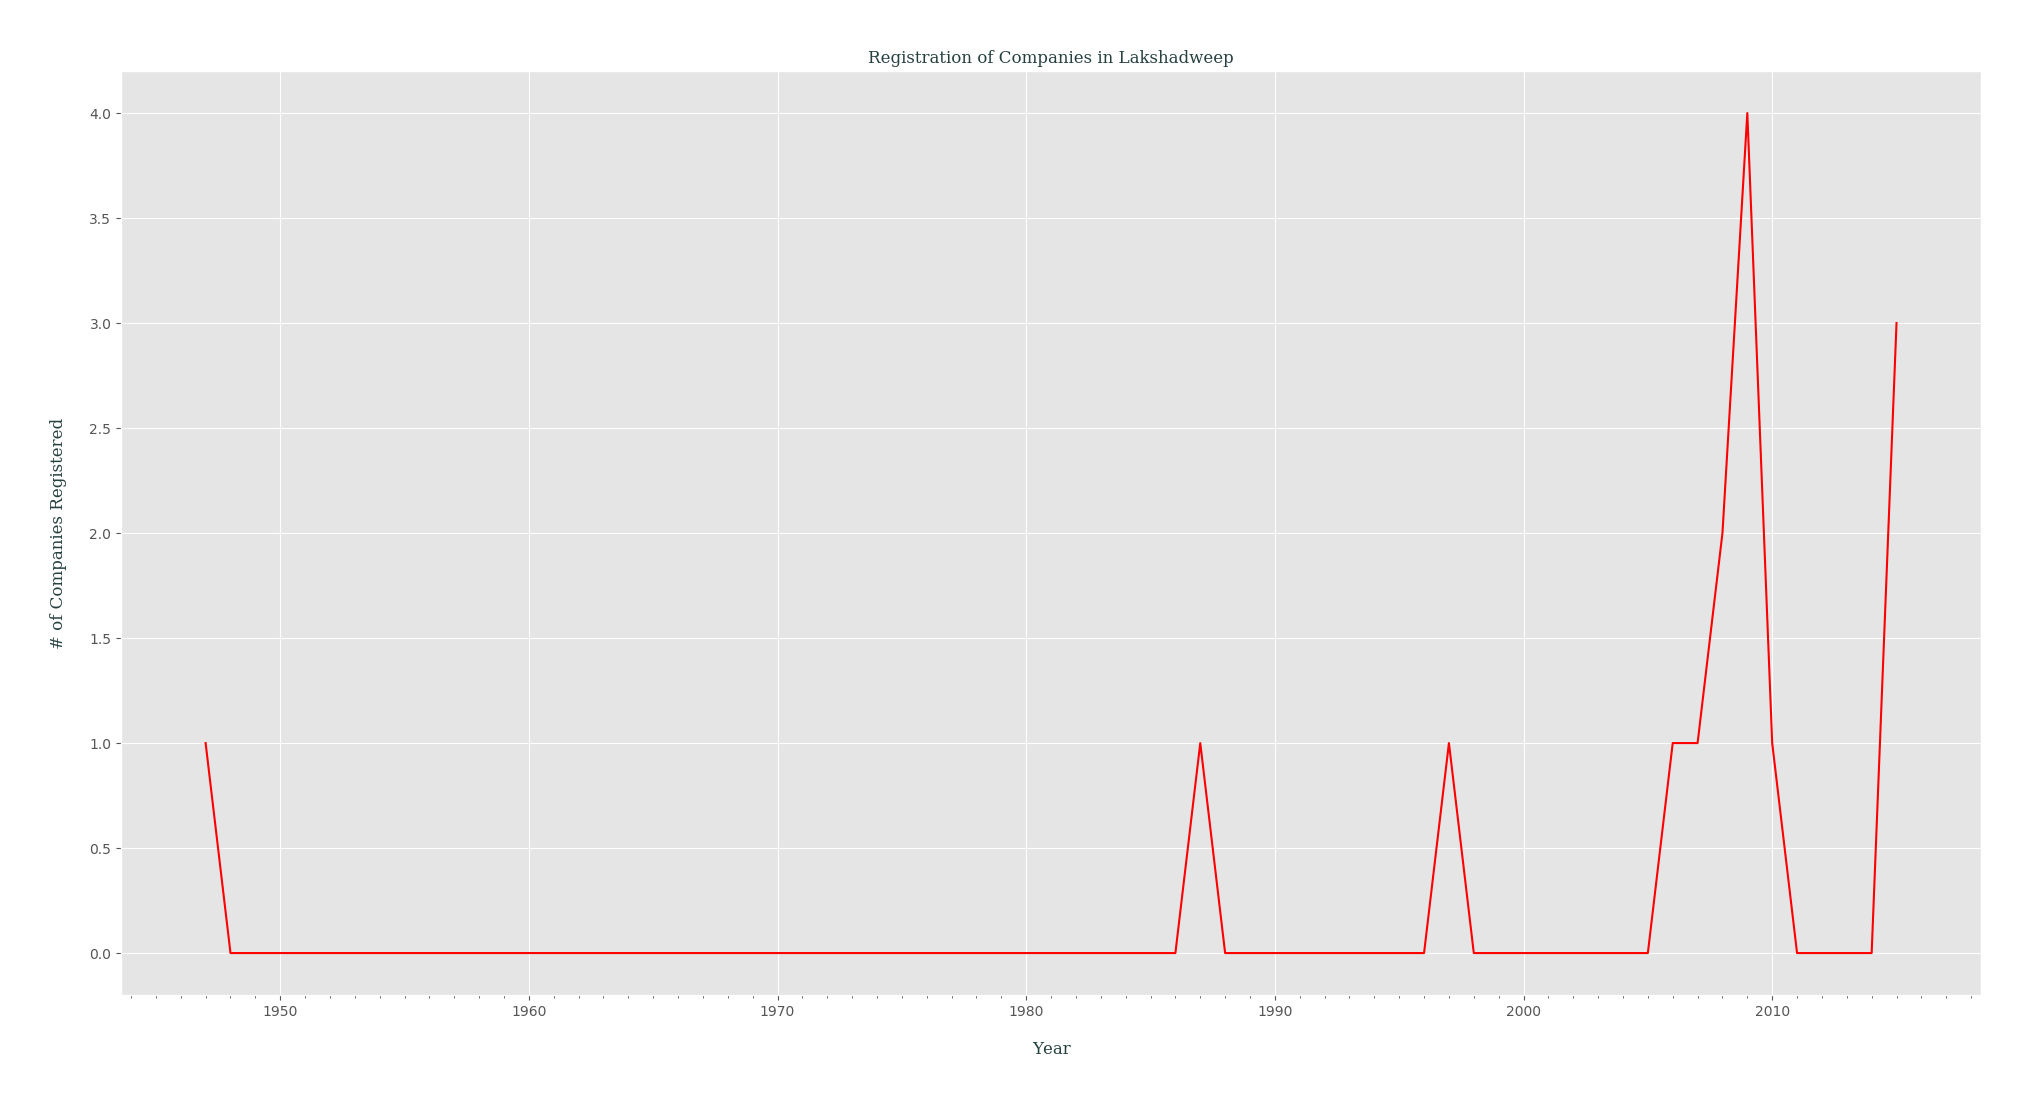 Registration of Companies in Lakshadweep
4.0
3.5
3.0
2.5
2.0
1.5
1.0
0.5
0.0
# of Companies Registered
1950 1960 1970 1980 1990 2000 2010
Year